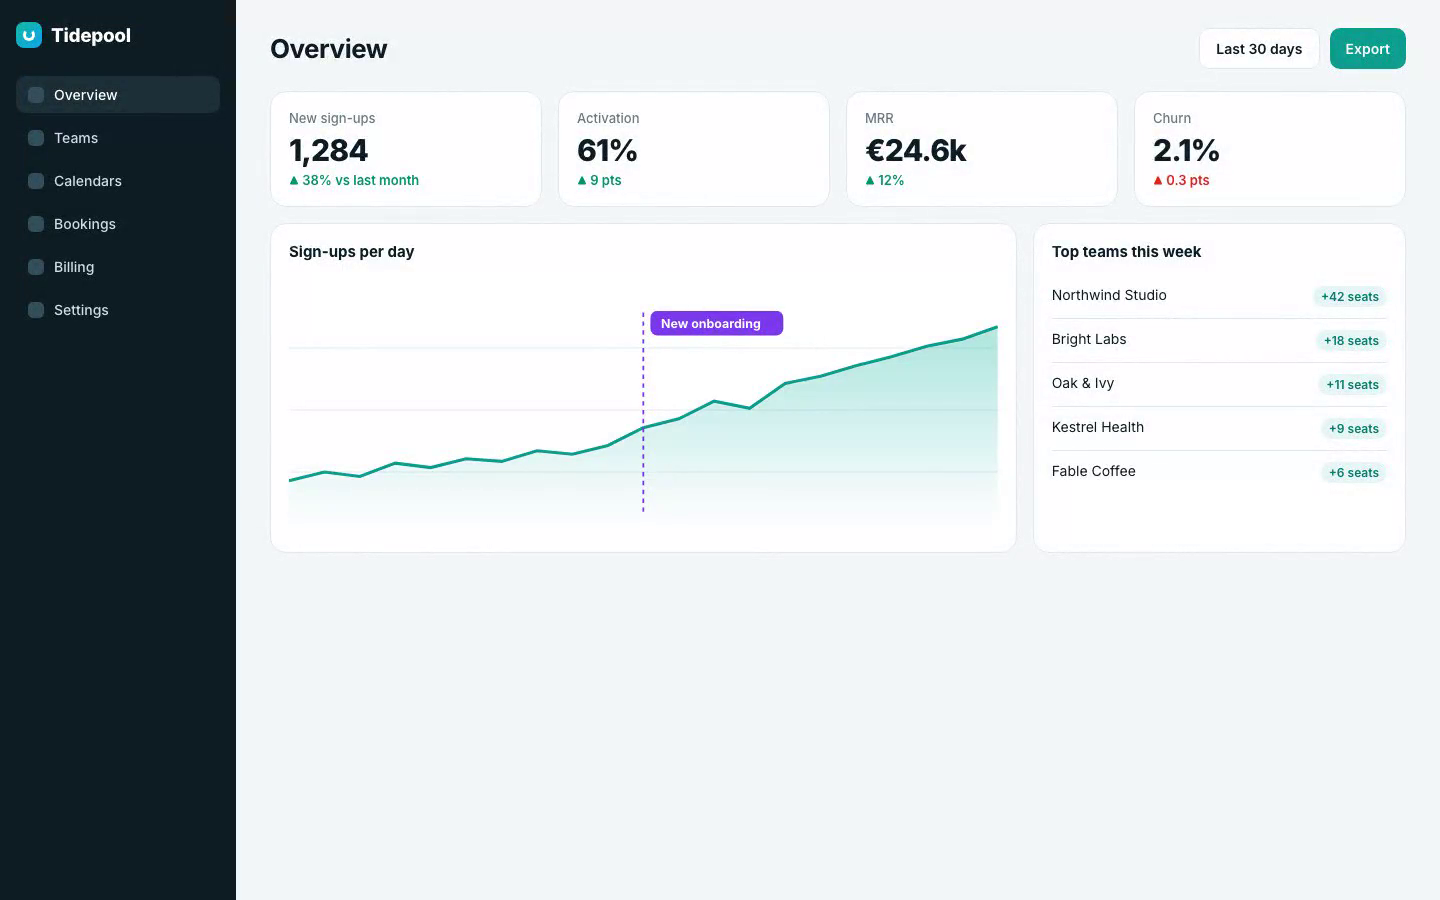 Tidepool
Overview
Teams
Calendars
Bookings
Billing
Settings
Overview
Last 30 days
Export
New sign-ups
1,284
▲ 38% vs last month
Activation
61%
▲ 9 pts
MRR
€24.6k
▲ 12%
Churn
2.1%
▲ 0.3 pts
Sign-ups per day
New onboarding
Top teams this week
Northwind Studio +42 seats
Bright Labs +18 seats
Oak & Ivy +11 seats
Kestrel Health +9 seats
Fable Coffee +6 seats